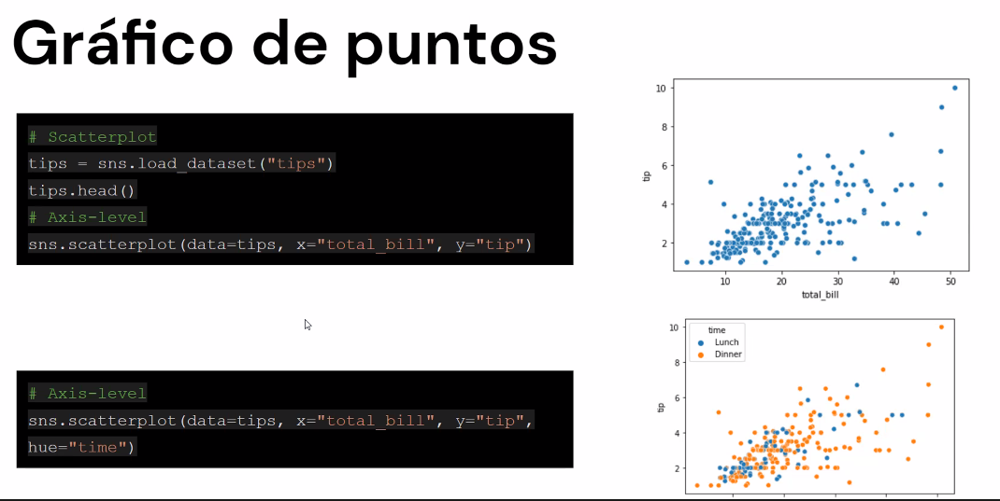 Gráfico de puntos
# Scatterplot
tips = sns.load_dataset("tips")
tips.head()
# Axis-level
sns.scatterplot(data=tips, x="total_bill", y="tip")
10
8
6
4
2
tip
10 20 30 40 50
total_bill
# Axis-level
sns.scatterplot(data=tips, x="total_bill", y="tip",
hue="time")
time
Lunch
Dinner
10
8
6
4
2
tip